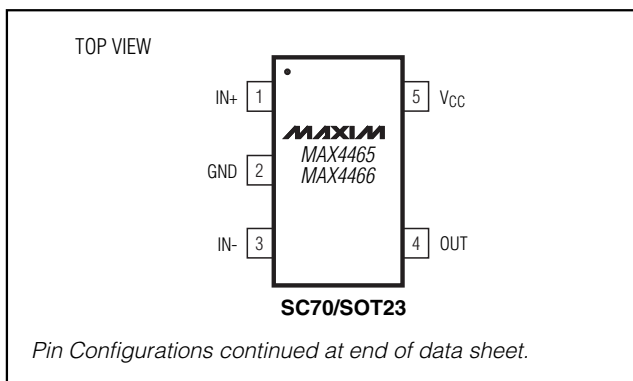 TOP VIEW
IN+ 1
5 VCC
MAXIM
MAX4465
MAX4466
GND 2
IN- 3
4 OUT
SC70/SOT23
Pin Configurations continued at end of data sheet.